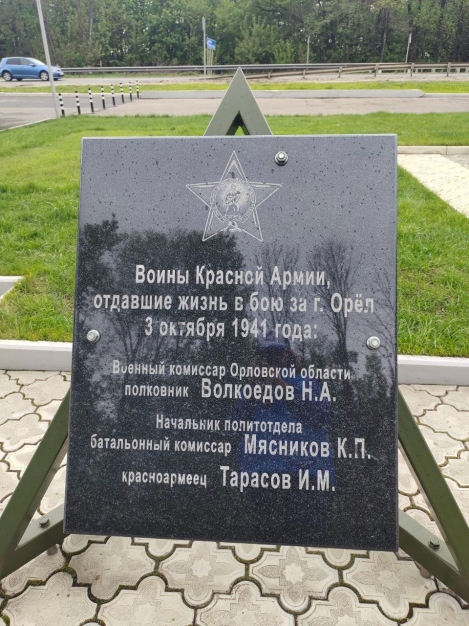 Воины Красной Армии,
отдавшие жизнь в бою за г. Орёл
3 октября 1941 года:
Военный комиссар Орловской области
полковник Волкоедов Н.А.
Начальник политотдела
батальонный комиссар Мясников К.П.
красноармеец Тарасов И.М.